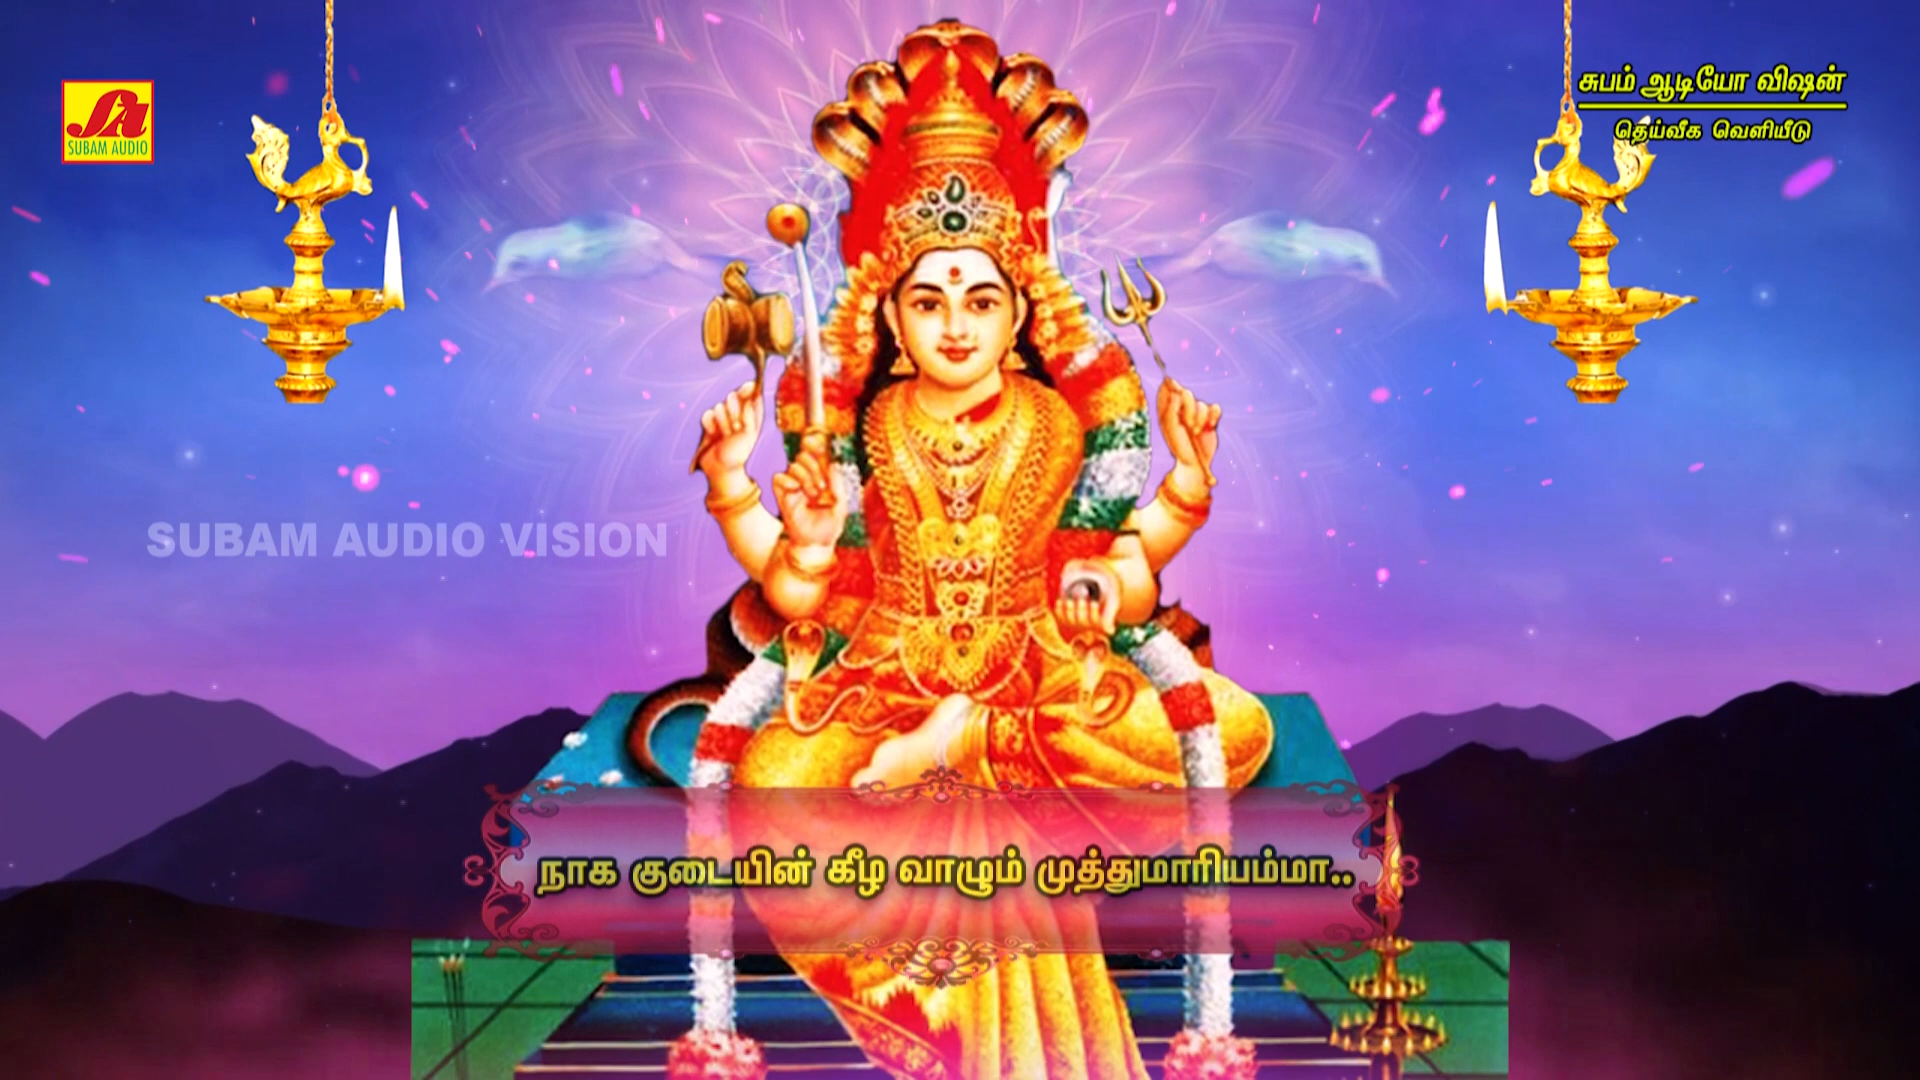 SUBAM AUDIO
சுபம் ஆடியோ விஷன்
தெய்வீக வெளியீடு
SUBAM AUDIO VISION
நாக குடையின் கீழ வாழும் முத்துமாரியம்மா..